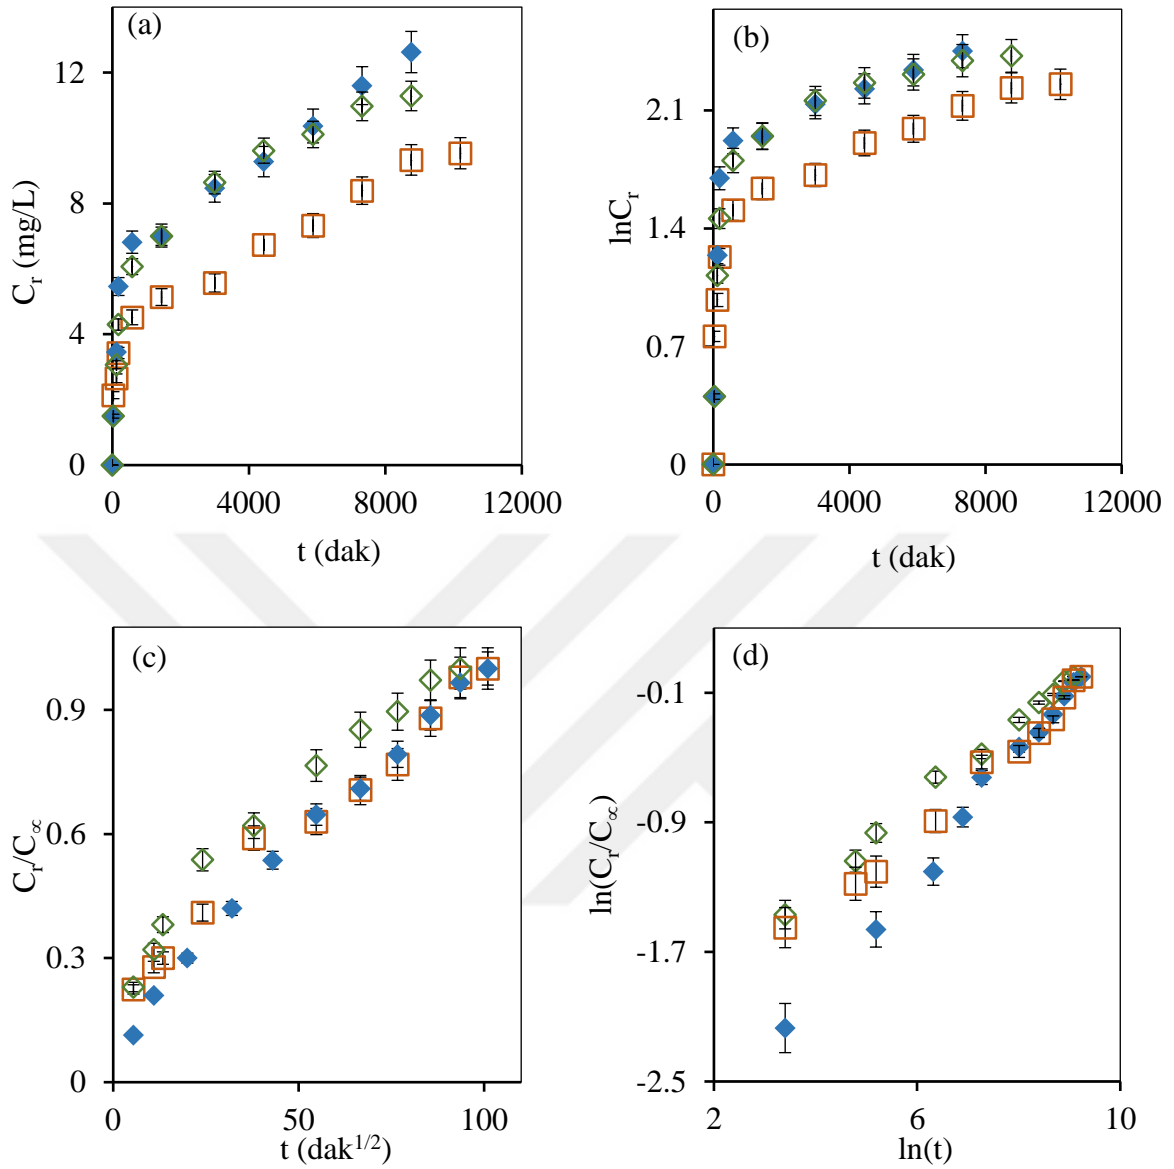 (a)
C_r (mg/L)
12
8
4
0
0 4000 8000 12000
t (dak)
(b)
lnC_r
2.1
1.4
0.7
0
0 4000 8000 12000
t (dak)
(c)
C_r/C_∝
0.9
0.6
0.3
0
0 50 100
t (dak^1/2)
(d)
ln(C_r/C_∝)
-0.1
-0.9
-1.7
-2.5
2 6 10
ln(t)